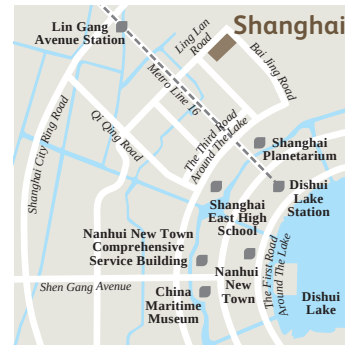 Shanghai
Lin Gang
Avenue Station
Ling Lan
Road
Bai Jing Road
Metro Line 16
Shanghai City Ring Road
Qi Qing Road
The Third Road
Around The Lake
Shanghai
Planetarium
Dishui
Lake
Station
Shanghai
East High
School
Nanhui New Town
Comprehensive
Service Building
Nanhui
New
Town
The First Road
Around The Lake
Shen Gang Avenue
China
Maritime
Museum
Dishui
Lake